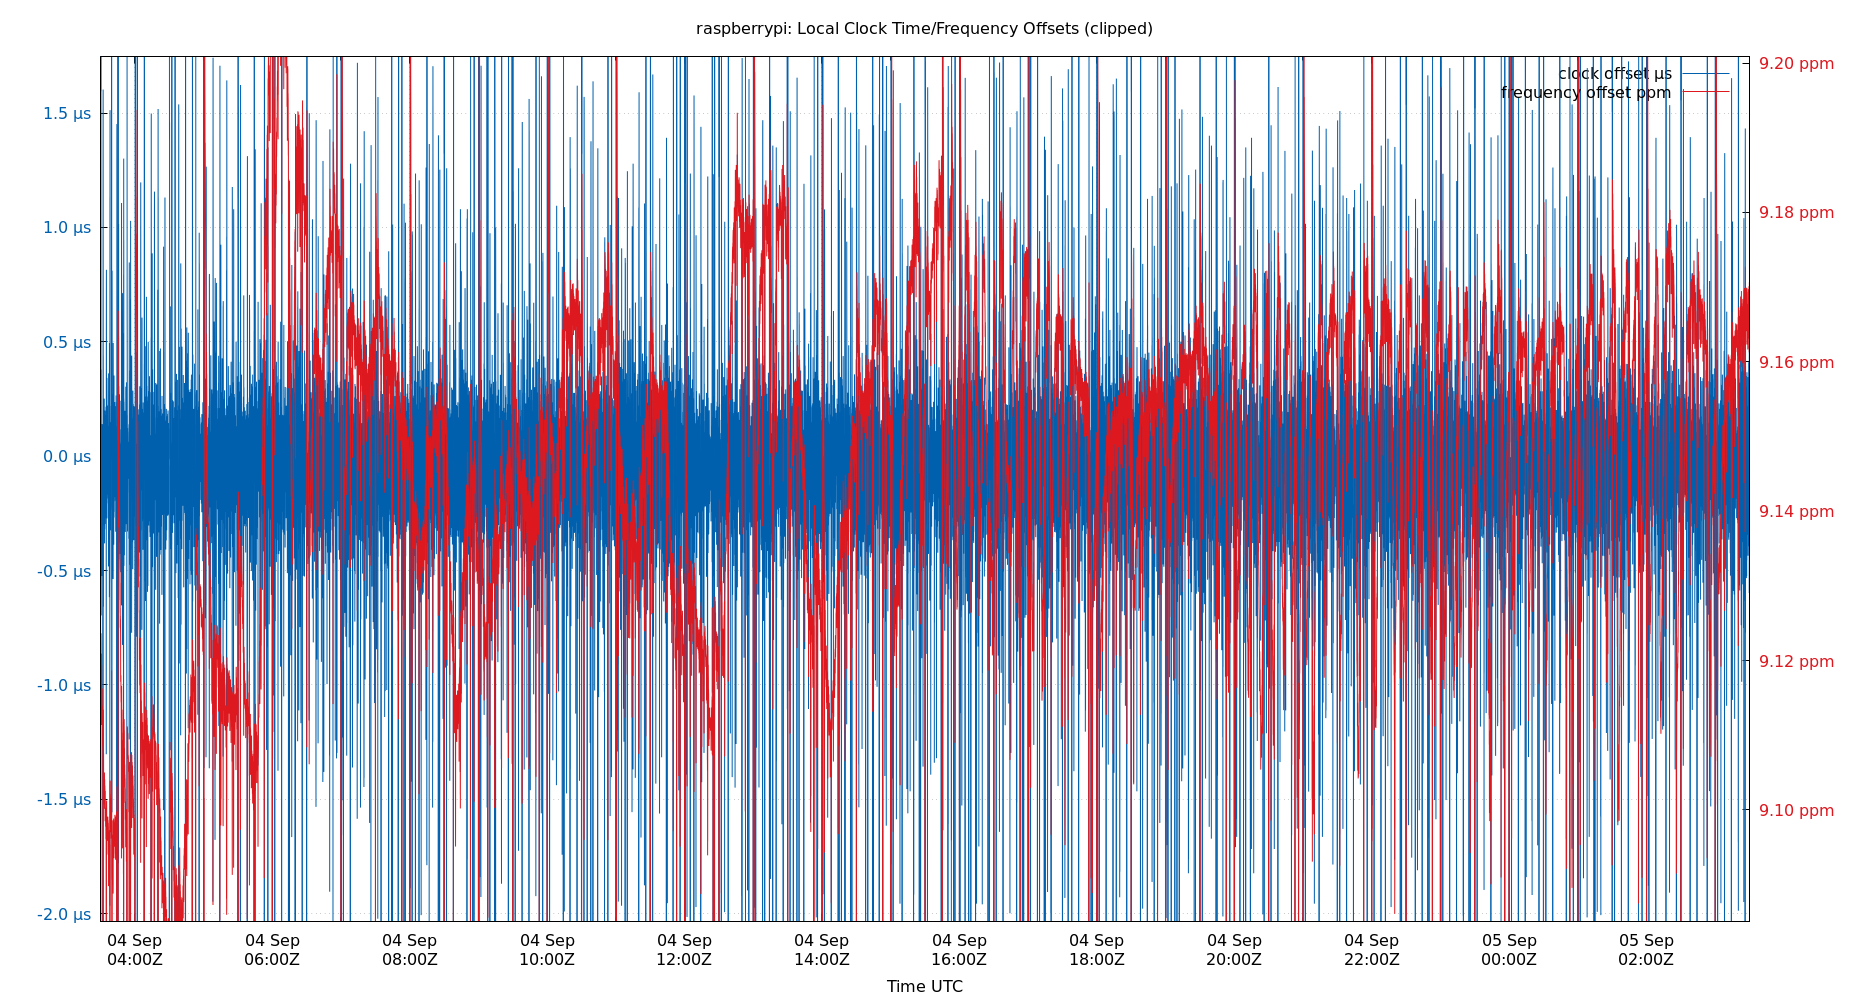 raspberrypi: Local Clock Time/Frequency Offsets (clipped)
clock offset µs
frequency offset ppm
1.5 µs
1.0 µs
0.5 µs
0.0 µs
-0.5 µs
-1.0 µs
-1.5 µs
-2.0 µs
9.20 ppm
9.18 ppm
9.16 ppm
9.14 ppm
9.12 ppm
9.10 ppm
04 Sep 04 Sep 04 Sep 04 Sep 04 Sep 04 Sep 04 Sep 04 Sep 04 Sep 04 Sep 05 Sep 05 Sep
04:00Z 06:00Z 08:00Z 10:00Z 12:00Z 14:00Z 16:00Z 18:00Z 20:00Z 22:00Z 00:00Z 02:00Z
Time UTC